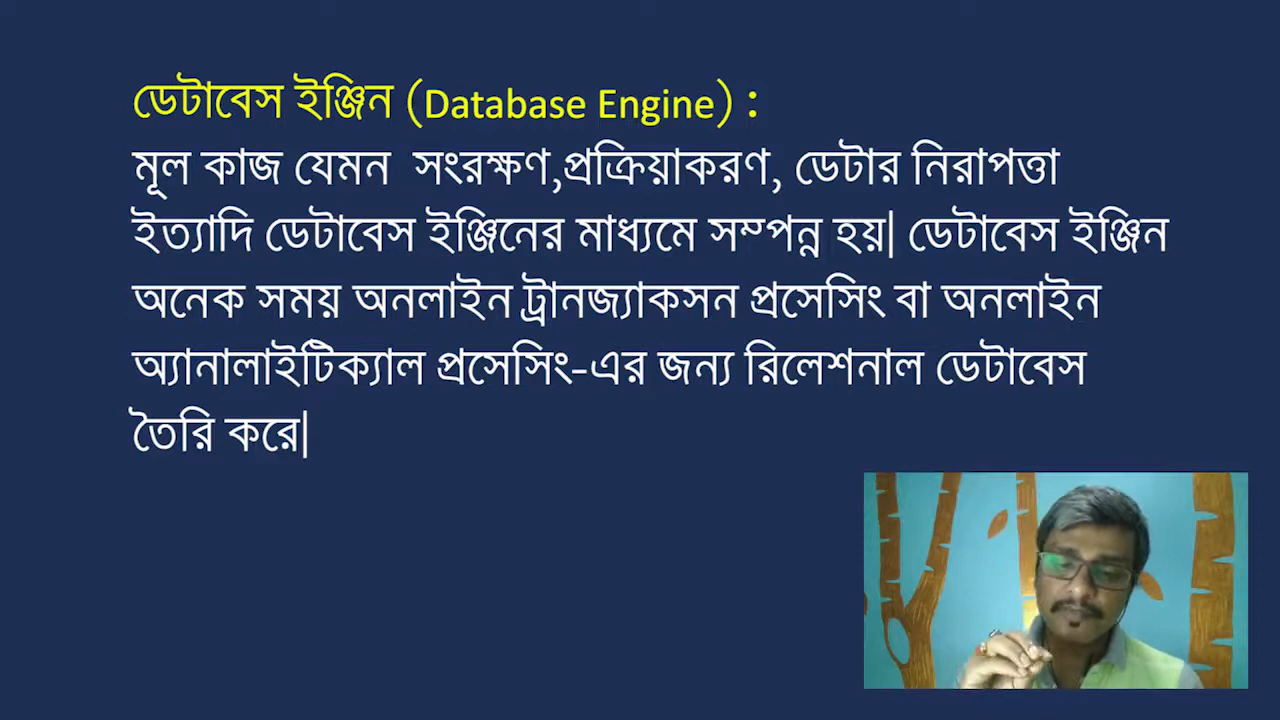 ডেটাবেস ইঞ্জিন (Database Engine) :
মূল কাজ যেমন সংরক্ষণ,প্রক্রিয়াকরণ, ডেটার নিরাপত্তা
ইত্যাদি ডেটাবেস ইঞ্জিনের মাধ্যমে সম্পন্ন হয়| ডেটাবেস ইঞ্জিন
অনেক সময় অনলাইন ট্রানজ্যাকসন প্রসেসিং বা অনলাইন
অ্যানালাইটিক্যাল প্রসেসিং-এর জন্য রিলেশনাল ডেটাবেস
তৈরি করে|